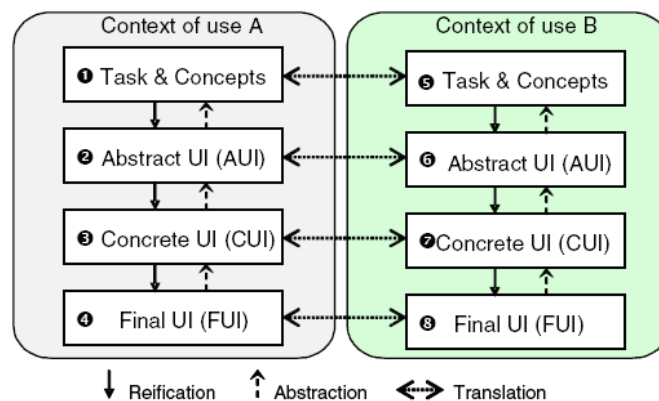 Context of use A
Context of use B
❶ Task & Concepts
❺ Task & Concepts
❷ Abstract UI (AUI)
❻ Abstract UI (AUI)
❸ Concrete UI (CUI)
❼Concrete UI (CUI)
❹ Final UI (FUI)
❽ Final UI (FUI)
Reification
Abstraction
Translation